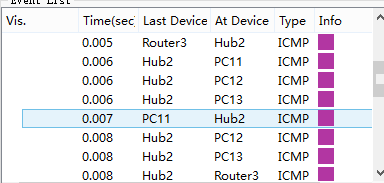 Event List
Vis. Time(sec) Last Device At Device Type Info
0.005 Router3 Hub2 ICMP
0.006 Hub2 PC11 ICMP
0.006 Hub2 PC12 ICMP
0.006 Hub2 PC13 ICMP
0.007 PC11 Hub2 ICMP
0.008 Hub2 PC12 ICMP
0.008 Hub2 PC13 ICMP
0.008 Hub2 Router3 ICMP